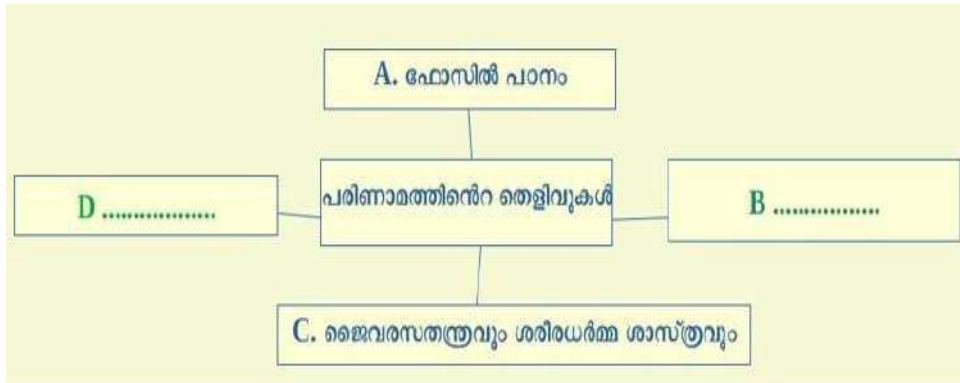 A. ഫോസിൽ പഠനം
പരിണാമത്തിൻെറ തെളിവുകൾ
D ..................
B .................
C. ജൈവരസതന്ത്രവും ശരീരധർമ്മ ശാസ്ത്രവും